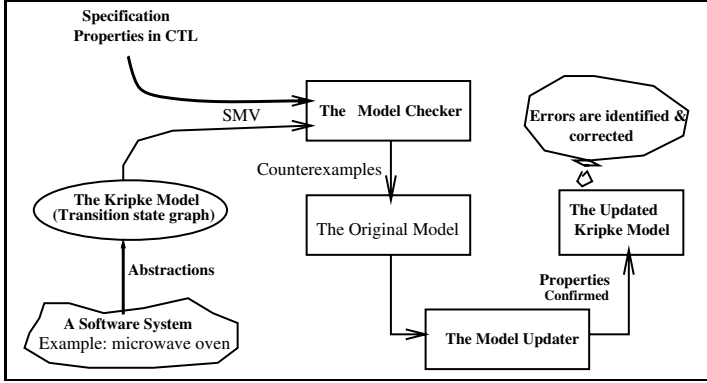 Specification
Properties in CTL
SMV
The Model Checker
Errors are identified &
corrected
Counterexamples
The Kripke Model
(Transition state graph)
The Original Model
The Updated
Kripke Model
Abstractions
Properties
Confirmed
A Software System
Example: microwave oven
The Model Updater